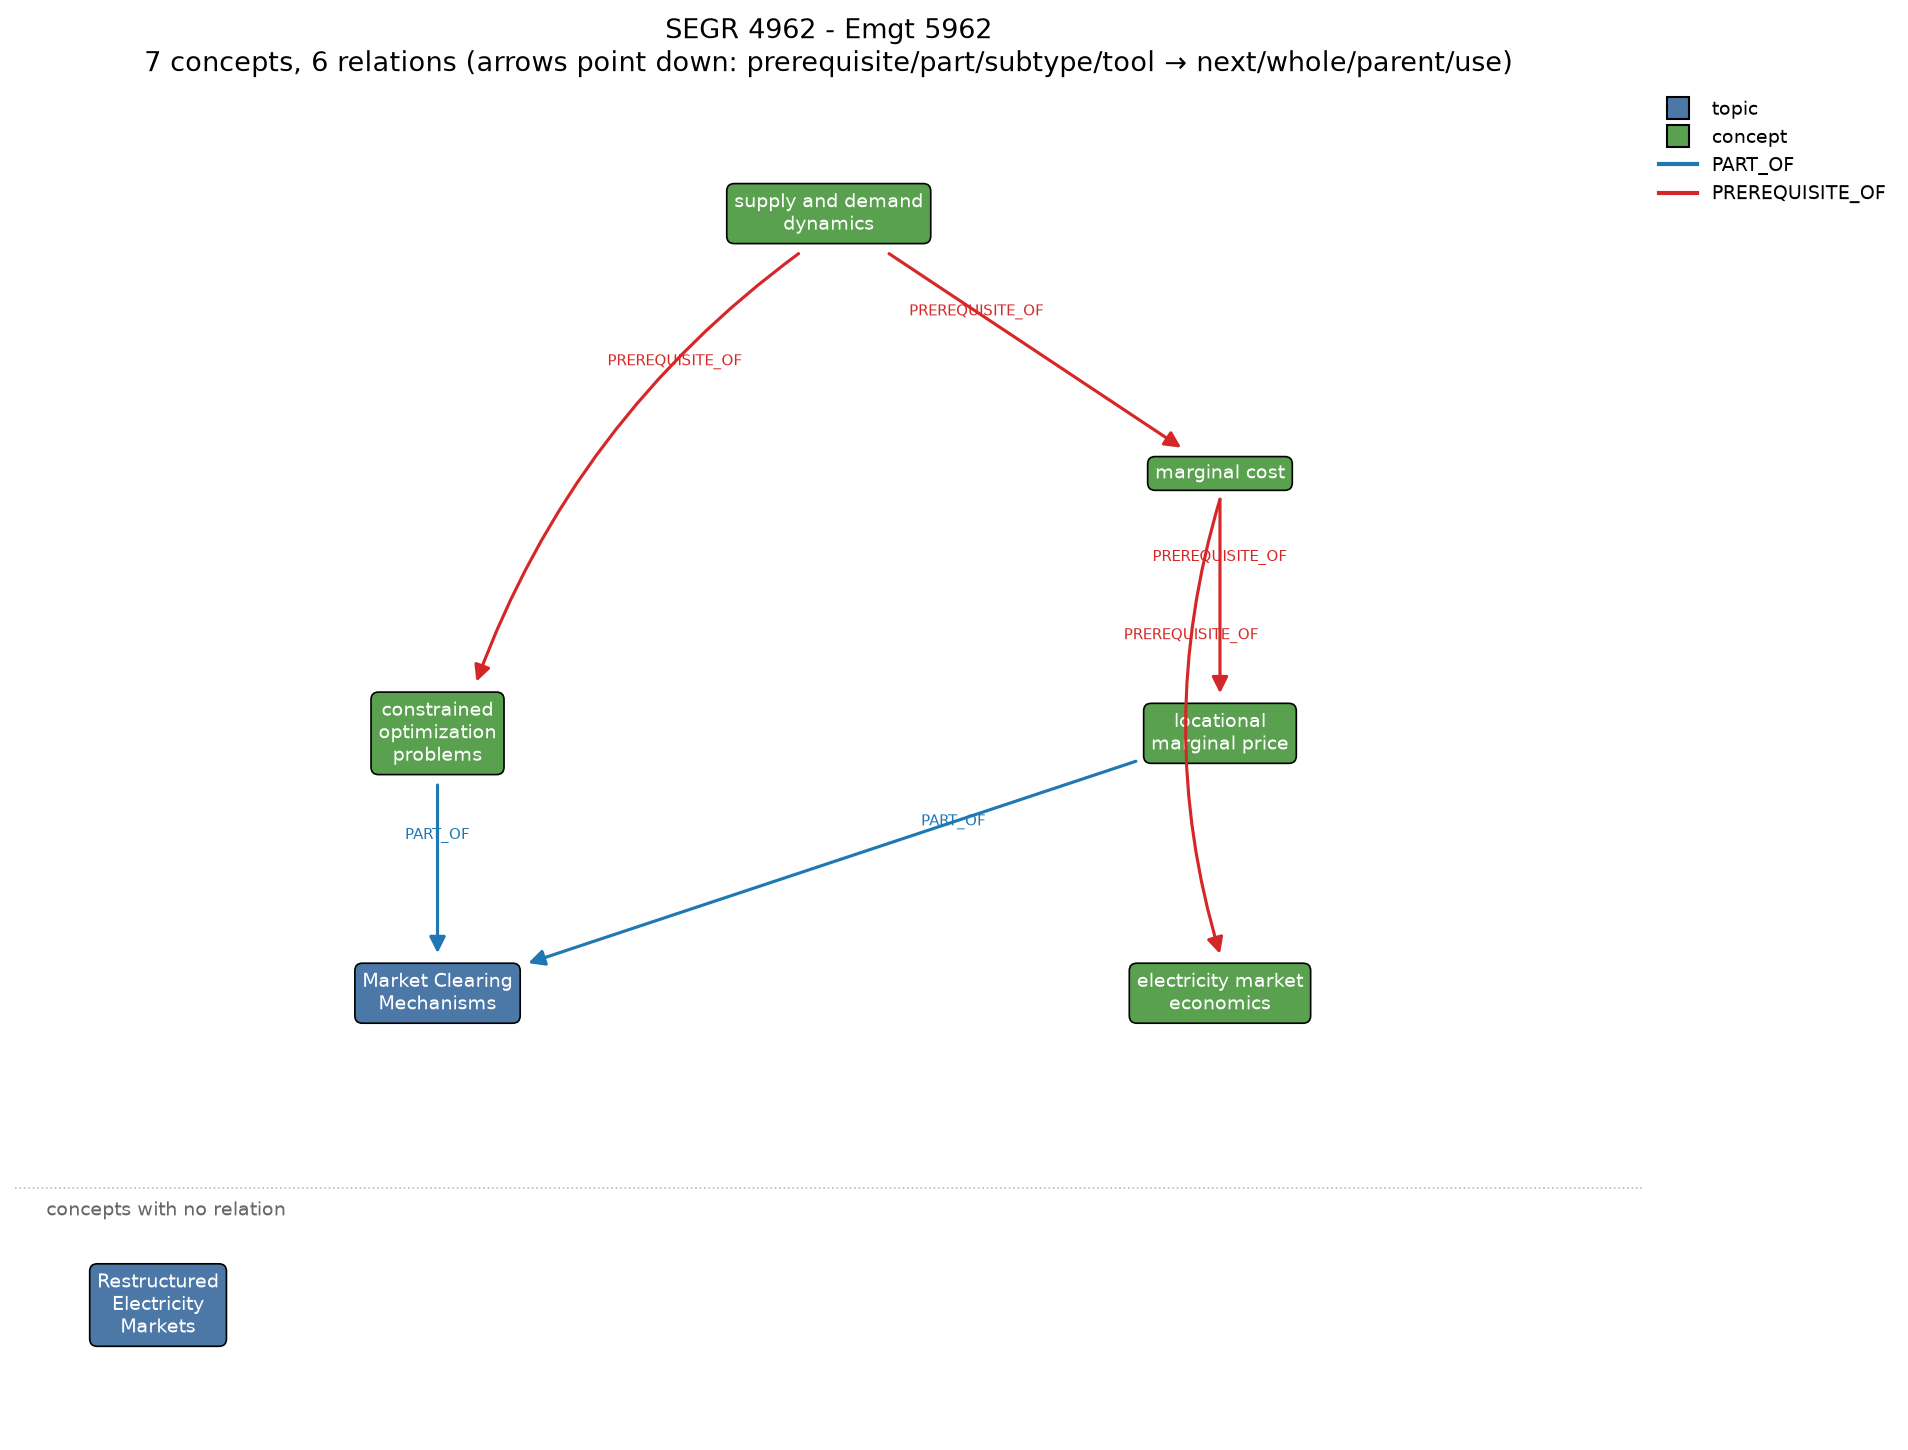 SEGR 4962 - Emgt 5962
7 concepts, 6 relations (arrows point down: prerequisite/part/subtype/tool → next/whole/parent/use)
topic
concept
PART_OF
PREREQUISITE_OF
supply and demand
dynamics
PREREQUISITE_OF
PREREQUISITE_OF
marginal cost
PREREQUISITE_OF
PREREQUISITE_OF
constrained
optimization
problems
locational
marginal price
PART_OF
PART_OF
Market Clearing
Mechanisms
electricity market
economics
concepts with no relation
Restructured
Electricity
Markets